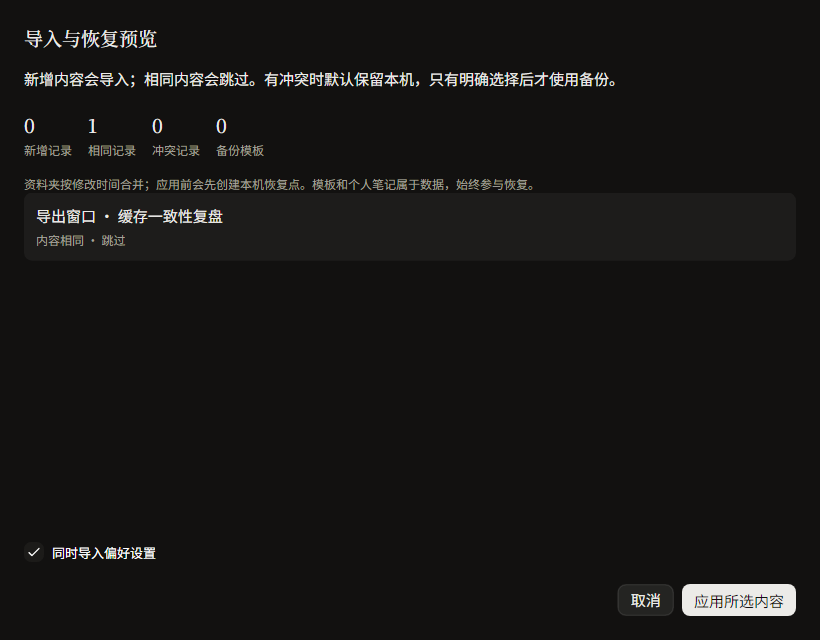 导入与恢复预览
新增内容会导入；相同内容会跳过。有冲突时默认保留本机，只有明确选择后才使用备份。
0 1 0 0
新增记录 相同记录 冲突记录 备份模板
资料夹按修改时间合并；应用前会先创建本机恢复点。模板和个人笔记属于数据，始终参与恢复。
导出窗口 · 缓存一致性复盘
内容相同 · 跳过
同时导入偏好设置
取消 应用所选内容